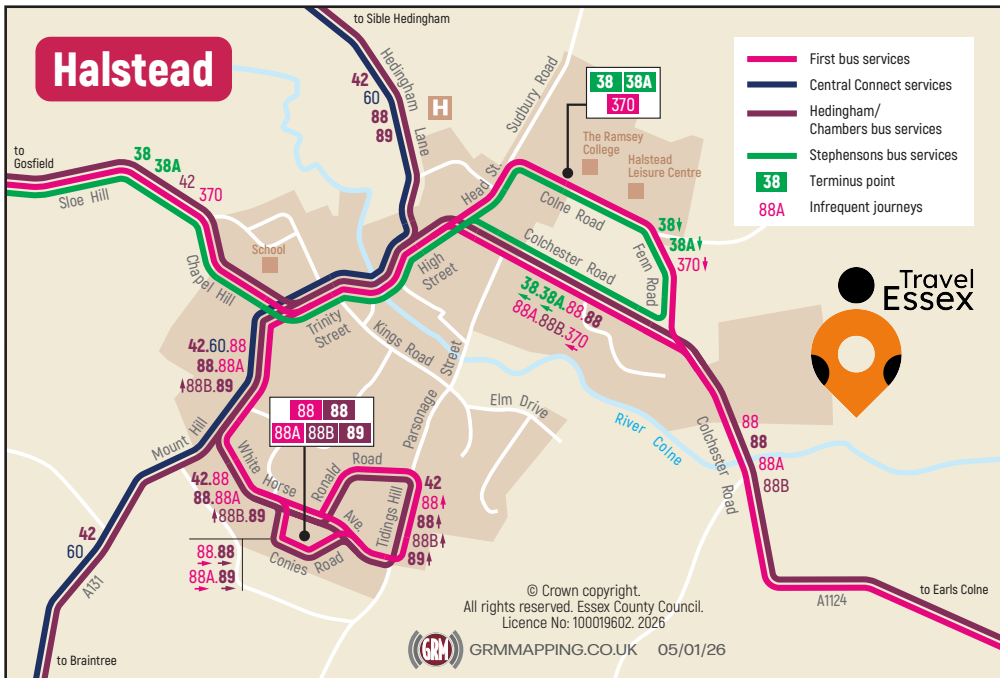 Halstead
to Sible Hedingham
Hedingham
Lane
42
60
88
89
H
Sudbury Road
38 38A
370
The Ramsey
College
Halstead
Leisure Centre
First bus services
Central Connect services
Hedingham/
Chambers bus services
Stephensons bus services
38 Terminus point
88A Infrequent journeys
to
Gosfield
Sloe Hill
38
38A
42
370
School
Chapel Hill
Head St.
Colne Road
Colchester Road
Fenn Road
38↓
38A↓
370↓
High
Street
Trinity
Street
38.38A.88.88
←
88A.88B.370
←
Travel
Essex
Kings Road
Parsonage Street
Elm Drive
River Colne
42.60.88
88.88A
↑88B.89
Mount Hill
88 88
88A 88B 89
White Horse Ave.
Ronald Road
Tidings Hill
Conies Road
42.88
88.88A
↑88B.89
42
88↑
88↑
88B↑
89↑
88.88
→ →
88A.89
→ →
42
60
A131
to Braintree
Colchester Road
88
88
88A
88B
A1124
to Earls Colne
© Crown copyright.
All rights reserved. Essex County Council.
Licence No: 100019602. 2026
GRM GRMMAPPING.CO.UK 05/01/26